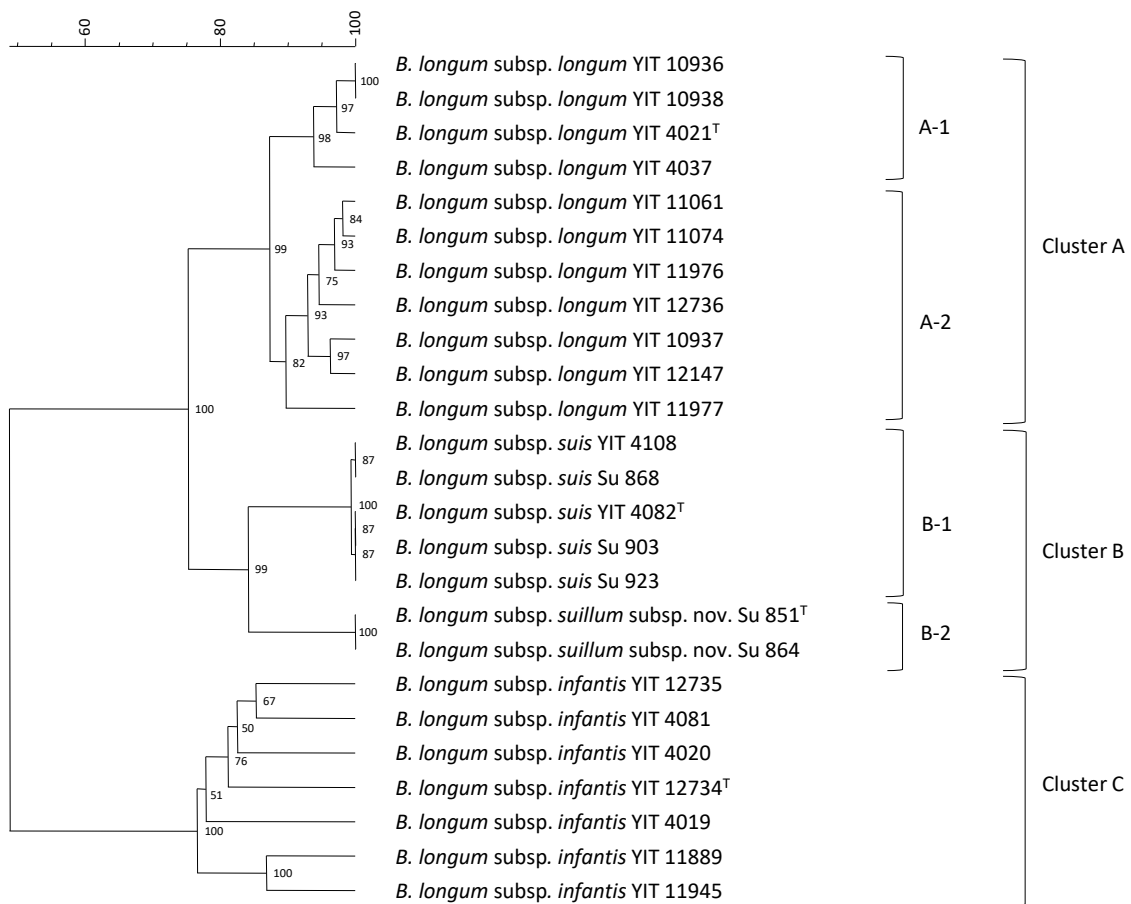 60
80
100
B. longum subsp. longum YIT 10936
100
B. longum subsp. longum YIT 10938
97
B. longum subsp. longum YIT 4021ᵀ
A-1
98
B. longum subsp. longum YIT 4037
B. longum subsp. longum YIT 11061
84
B. longum subsp. longum YIT 11074
93
99
Cluster A
B. longum subsp. longum YIT 11976
75
B. longum subsp. longum YIT 12736
A-2
93
B. longum subsp. longum YIT 10937
97
82
B. longum subsp. longum YIT 12147
B. longum subsp. longum YIT 11977
100
B. longum subsp. suis YIT 4108
87
B. longum subsp. suis Su 868
100
B. longum subsp. suis YIT 4082ᵀ
B-1
87
B. longum subsp. suis Su 903
87
Cluster B
99
B. longum subsp. suis Su 923
B. longum subsp. suillum subsp. nov. Su 851ᵀ
B-2
100
B. longum subsp. suillum subsp. nov. Su 864
B. longum subsp. infantis YIT 12735
67
B. longum subsp. infantis YIT 4081
50
B. longum subsp. infantis YIT 4020
76
B. longum subsp. infantis YIT 12734ᵀ
Cluster C
51
B. longum subsp. infantis YIT 4019
100
B. longum subsp. infantis YIT 11889
100
B. longum subsp. infantis YIT 11945